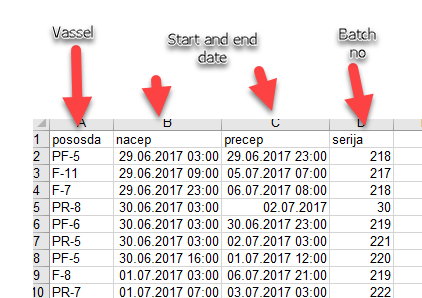 Vassel
Start and end
date
Batch
no
A B C D
1 pososda nacep precep serija
2 PF-5 29.06.2017 03:00 29.06.2017 23:00 218
3 F-11 29.06.2017 09:00 05.07.2017 07:00 217
4 F-7 29.06.2017 23:00 06.07.2017 08:00 218
5 PR-8 30.06.2017 03:00 02.07.2017 30
6 PF-6 30.06.2017 03:00 30.06.2017 23:00 219
7 PR-5 30.06.2017 03:00 02.07.2017 03:00 221
8 PF-5 30.06.2017 16:00 01.07.2017 12:00 220
9 F-8 01.07.2017 03:00 06.07.2017 21:00 219
10 PR-7 01.07.2017 07:00 03.07.2017 03:00 222